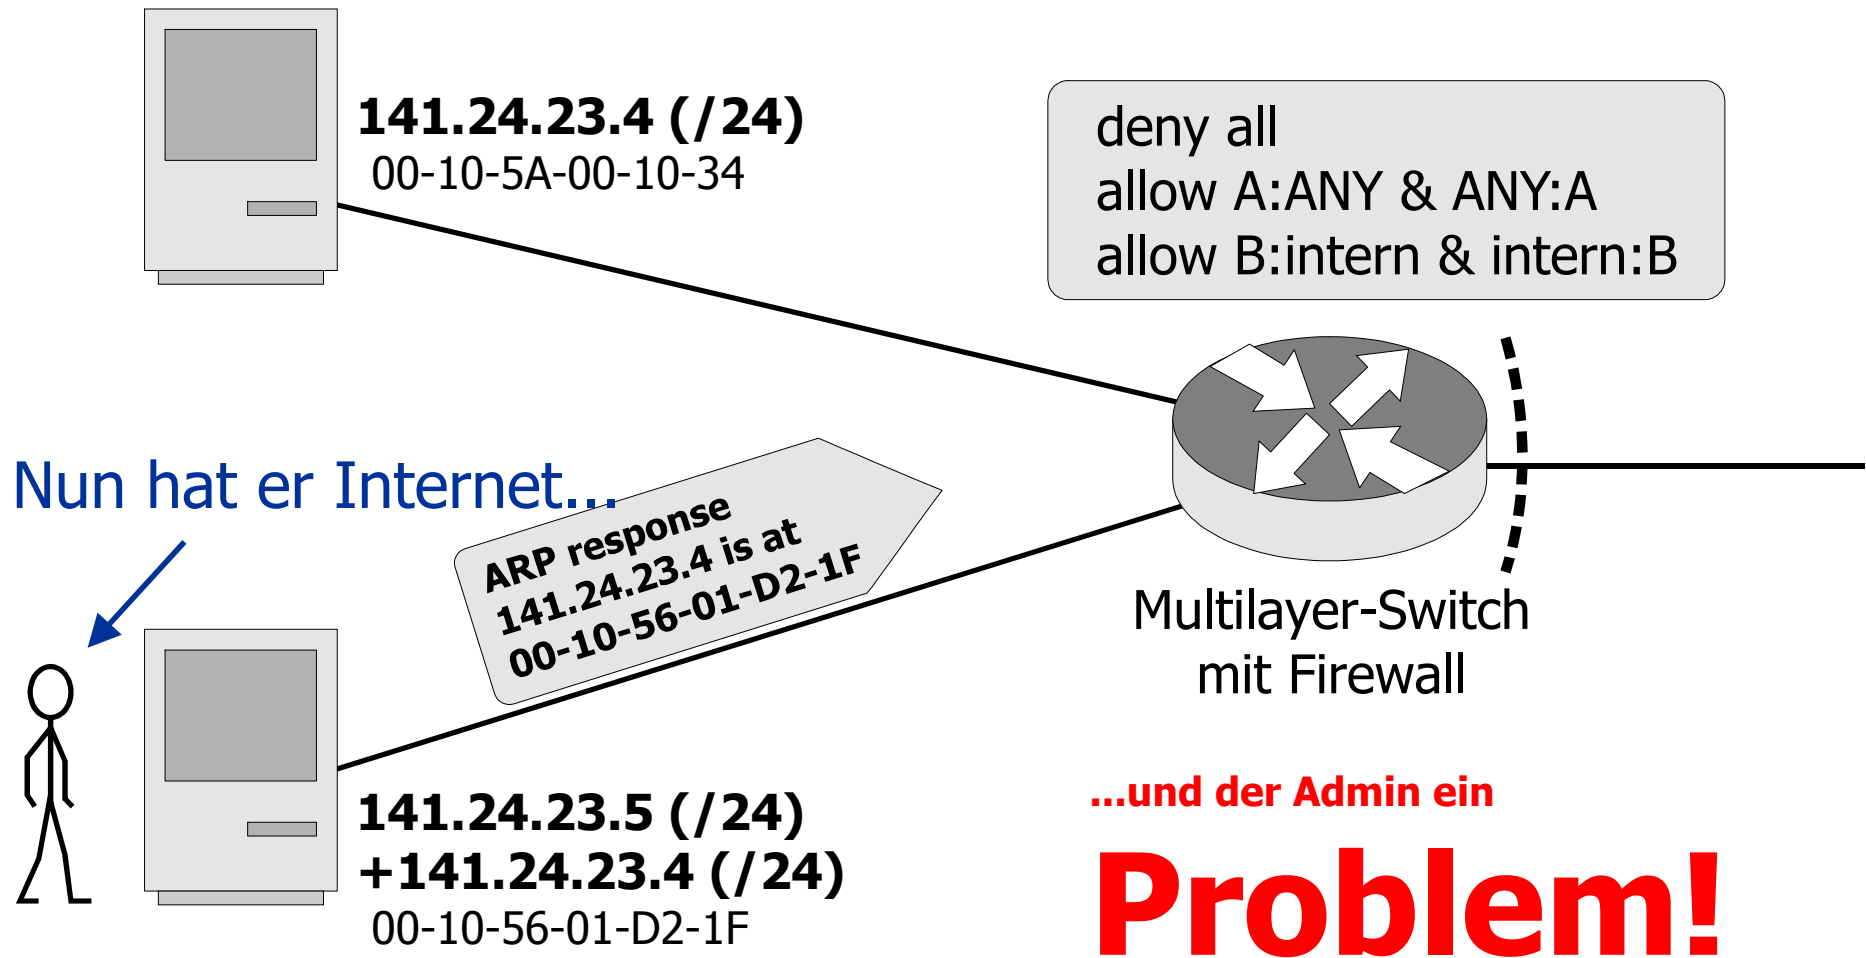 141.24.23.4 (/24)
00-10-5A-00-10-34
deny all
allow A:ANY & ANY:A
allow B:intern & intern:B
Nun hat er Internet...
ARP response
141.24.23.4 is at
00-10-56-01-D2-1F
Multilayer-Switch
mit Firewall
141.24.23.5 (/24)
+141.24.23.4 (/24)
00-10-56-01-D2-1F
...und der Admin ein
Problem!